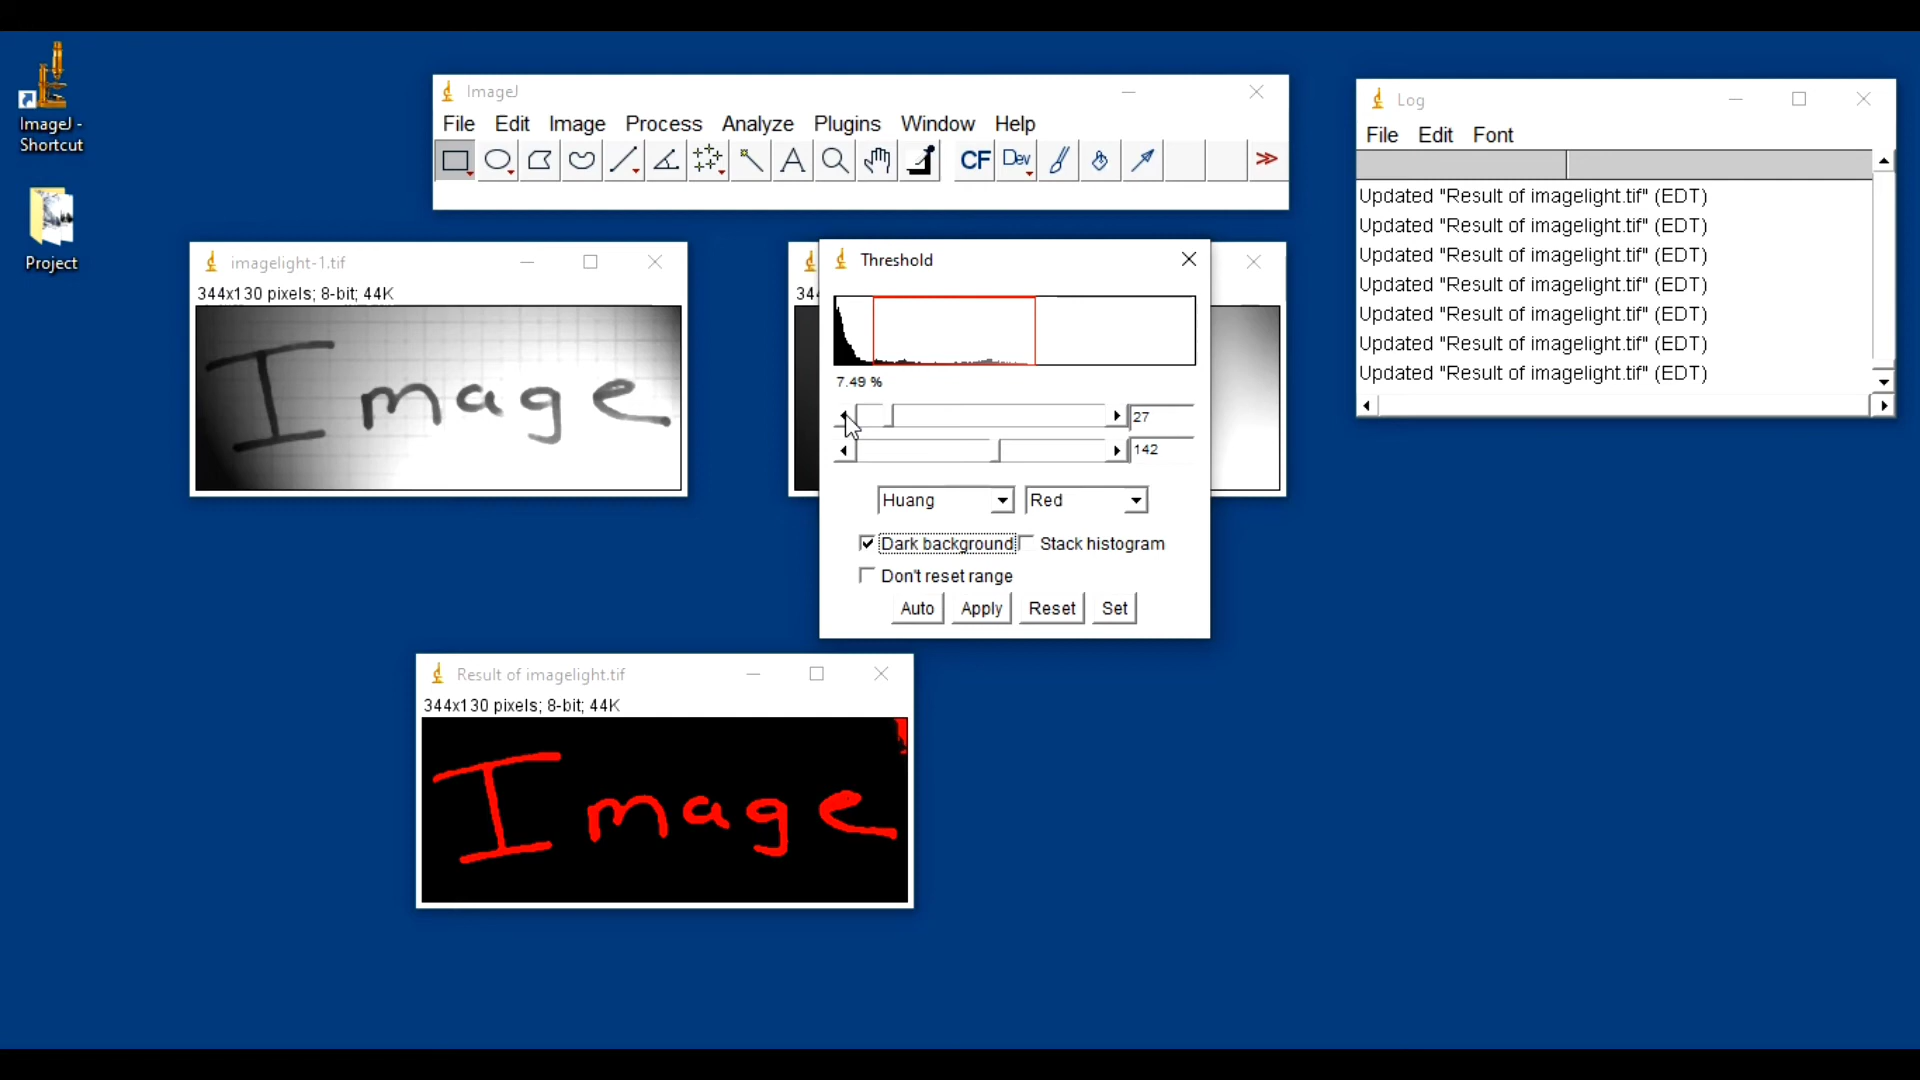 ImageJ -
Shortcut
Project
ImageJ
File Edit Image Process Analyze Plugins Window Help
CF Dev
Log
File Edit Font
Updated "Result of imagelight.tif" (EDT)
Updated "Result of imagelight.tif" (EDT)
Updated "Result of imagelight.tif" (EDT)
Updated "Result of imagelight.tif" (EDT)
Updated "Result of imagelight.tif" (EDT)
Updated "Result of imagelight.tif" (EDT)
Updated "Result of imagelight.tif" (EDT)
imagelight-1.tif
344x130 pixels; 8-bit; 44K
Image
344
Threshold
7.49 %
27
142
Huang Red
Dark background Stack histogram
Don't reset range
Auto Apply Reset Set
Result of imagelight.tif
344x130 pixels; 8-bit; 44K
Image